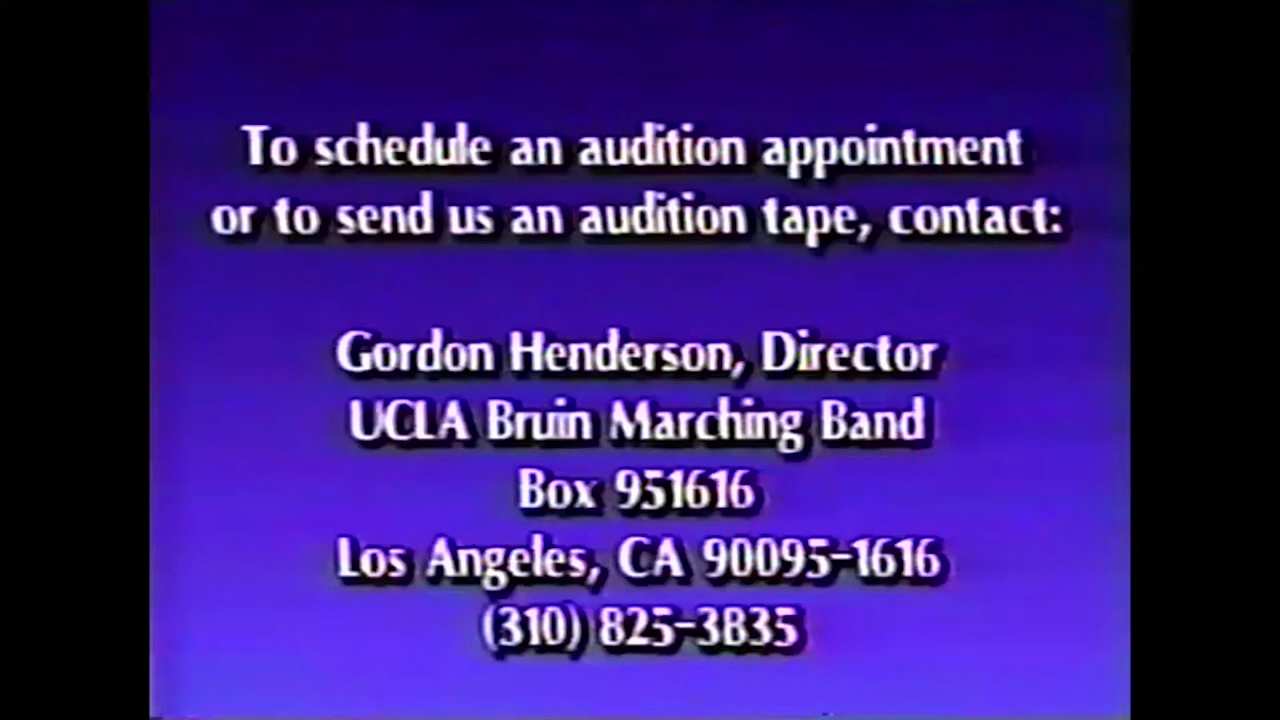 To schedule an audition appointment
or to send us an audition tape, contact:
Gordon Henderson, Director
UCLA Bruin Marching Band
Box 951616
Los Angeles, CA 90095-1616
(310) 825-3835